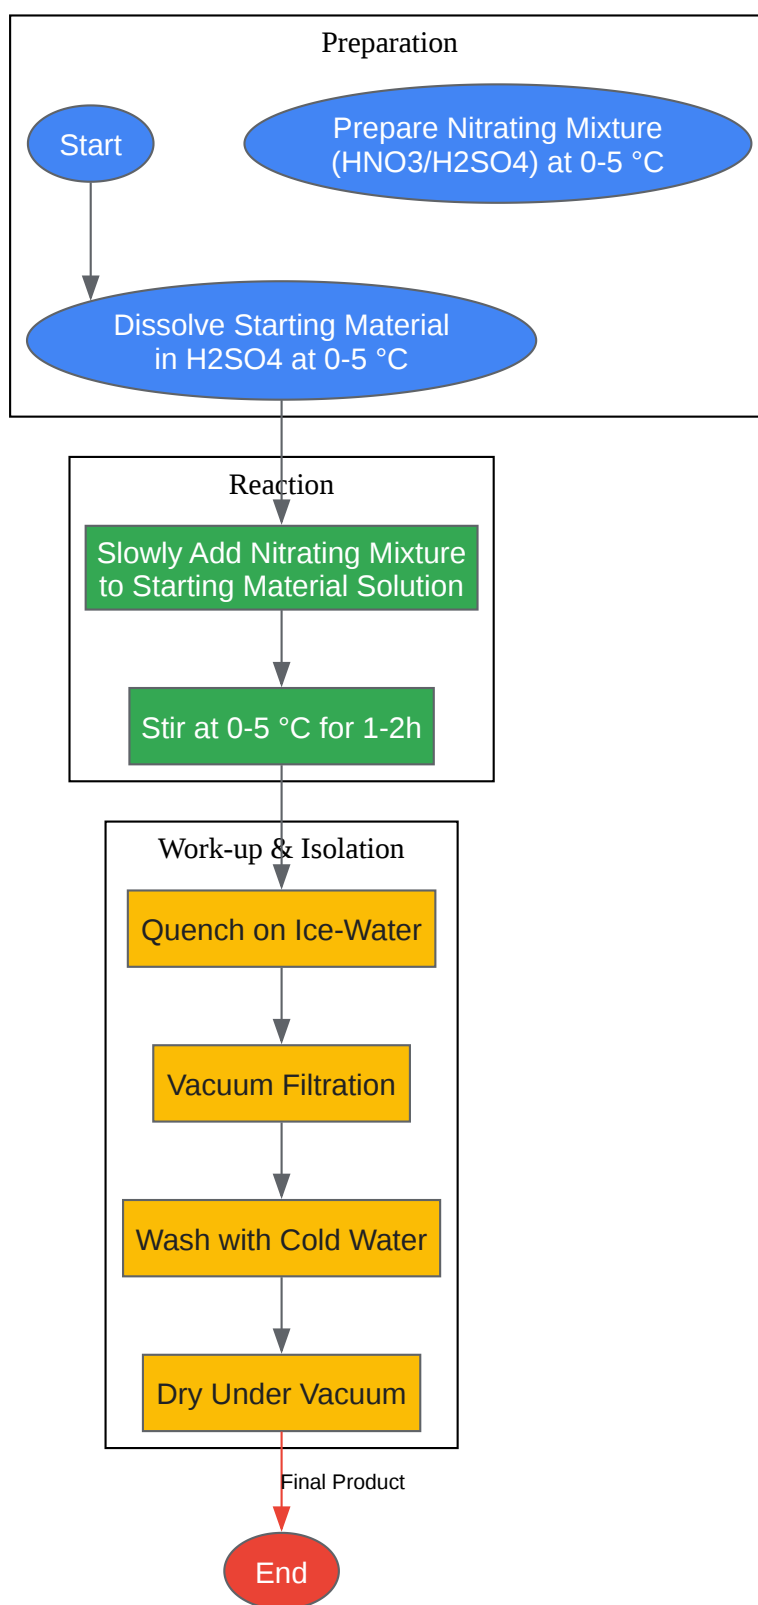 Preparation
Start
Prepare Nitrating Mixture
(HNO3/H2SO4) at 0-5 °C
Dissolve Starting Material
in H2SO4 at 0-5 °C
Reaction
Slowly Add Nitrating Mixture
to Starting Material Solution
Stir at 0-5 °C for 1-2h
Work-up & Isolation
Quench on Ice-Water
Vacuum Filtration
Wash with Cold Water
Dry Under Vacuum
Final Product
End